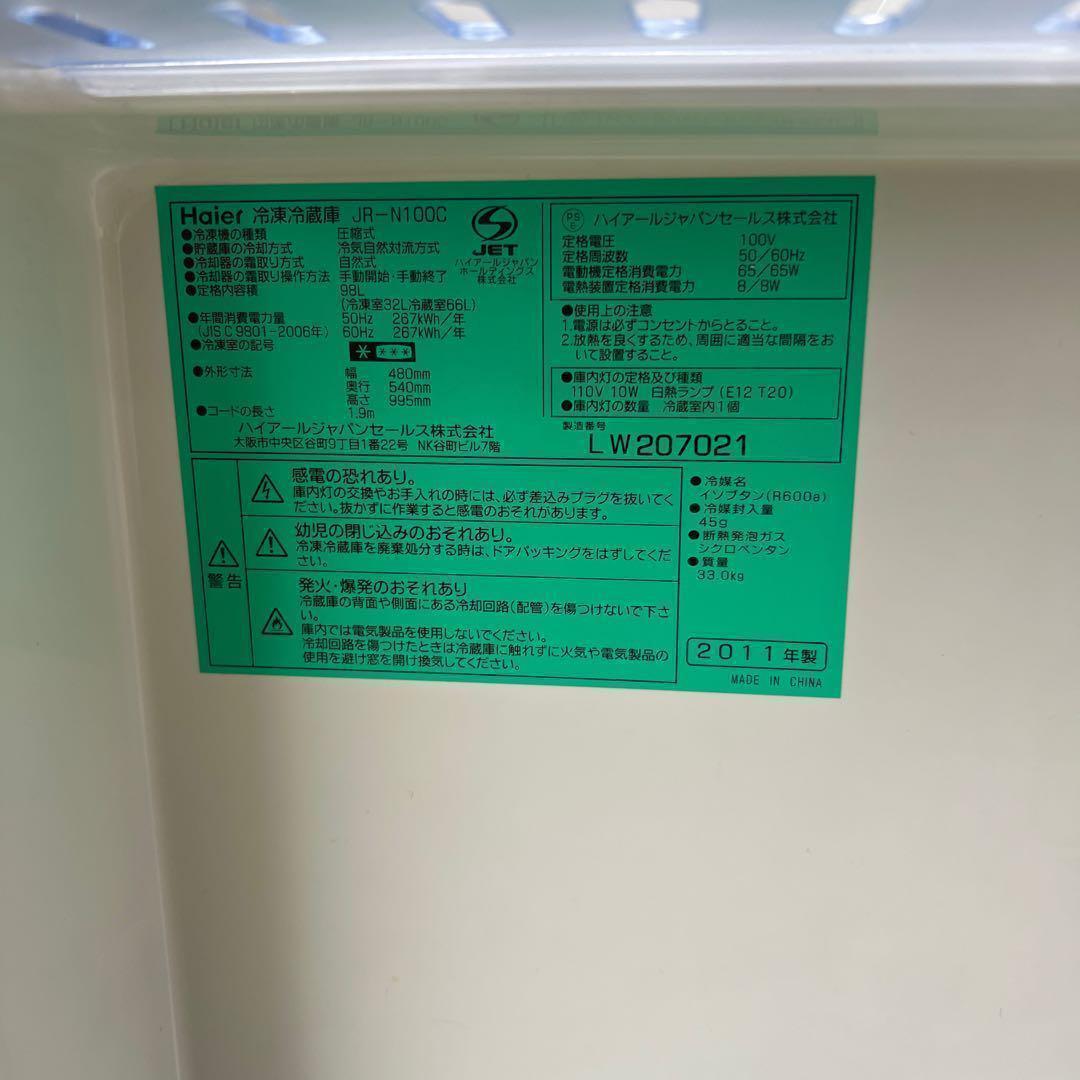 Haier 冷凍冷蔵庫 JR-N100C
●冷凍機の種類 圧縮式
●貯蔵庫の冷却方式 冷気自然対流方式
●冷却器の霜取り方式 自然式
●冷却器の霜取り操作方法 手動開始・手動終了
●定格内容積 98L
(冷凍室32L冷蔵室66L)
●年間消費電力量 50Hz 267kWh/年
(JIS C 9801-2006年) 60Hz 267kWh/年
●冷凍室の記号
●外形寸法 幅 480mm
奥行 540mm
高さ 995mm
●コードの長さ 1.9m
ハイアールジャパンセールス株式会社
大阪市中央区谷町9丁目1番22号 NK谷町ビル7階
JET
ハイアールジャパン
ホールディングス
株式会社
PS
E
ハイアールジャパンセールス株式会社
定格電圧 100V
定格周波数 50/60Hz
電動機定格消費電力 65/65W
電熱装置定格消費電力 8/8W
●使用上の注意
1.電源は必ずコンセントからとること。
2.放熱を良くするため、周囲に適当な間隔をお
いて設置すること。
●庫内灯の定格及び種類
110V 10W 白熱ランプ(E12 T20)
●庫内灯の数量 冷蔵室内1個
製造番号
LW207021
警告
感電の恐れあり。
庫内灯の交換やお手入れの時には、必ず差込みプラグを抜いてく
ださい。抜かずに作業すると感電のおそれがあります。
幼児の閉じ込みのおそれあり。
冷凍冷蔵庫を廃棄処分する時は、ドアパッキングをはずしてくだ
さい。
発火・爆発のおそれあり
冷蔵庫の背面や側面にある冷却回路(配管)を傷つけないで下さ
い。
庫内では電気製品を使用しないでください。
冷却回路を傷つけたときは冷蔵庫に触れずに火気や電気製品の
使用を避け窓を開け換気してください。
●冷媒名
イソブタン(R600a)
●冷媒封入量
45g
●断熱発泡ガス
シクロペンタン
●質量
33.0kg
2011年製
MADE IN CHINA